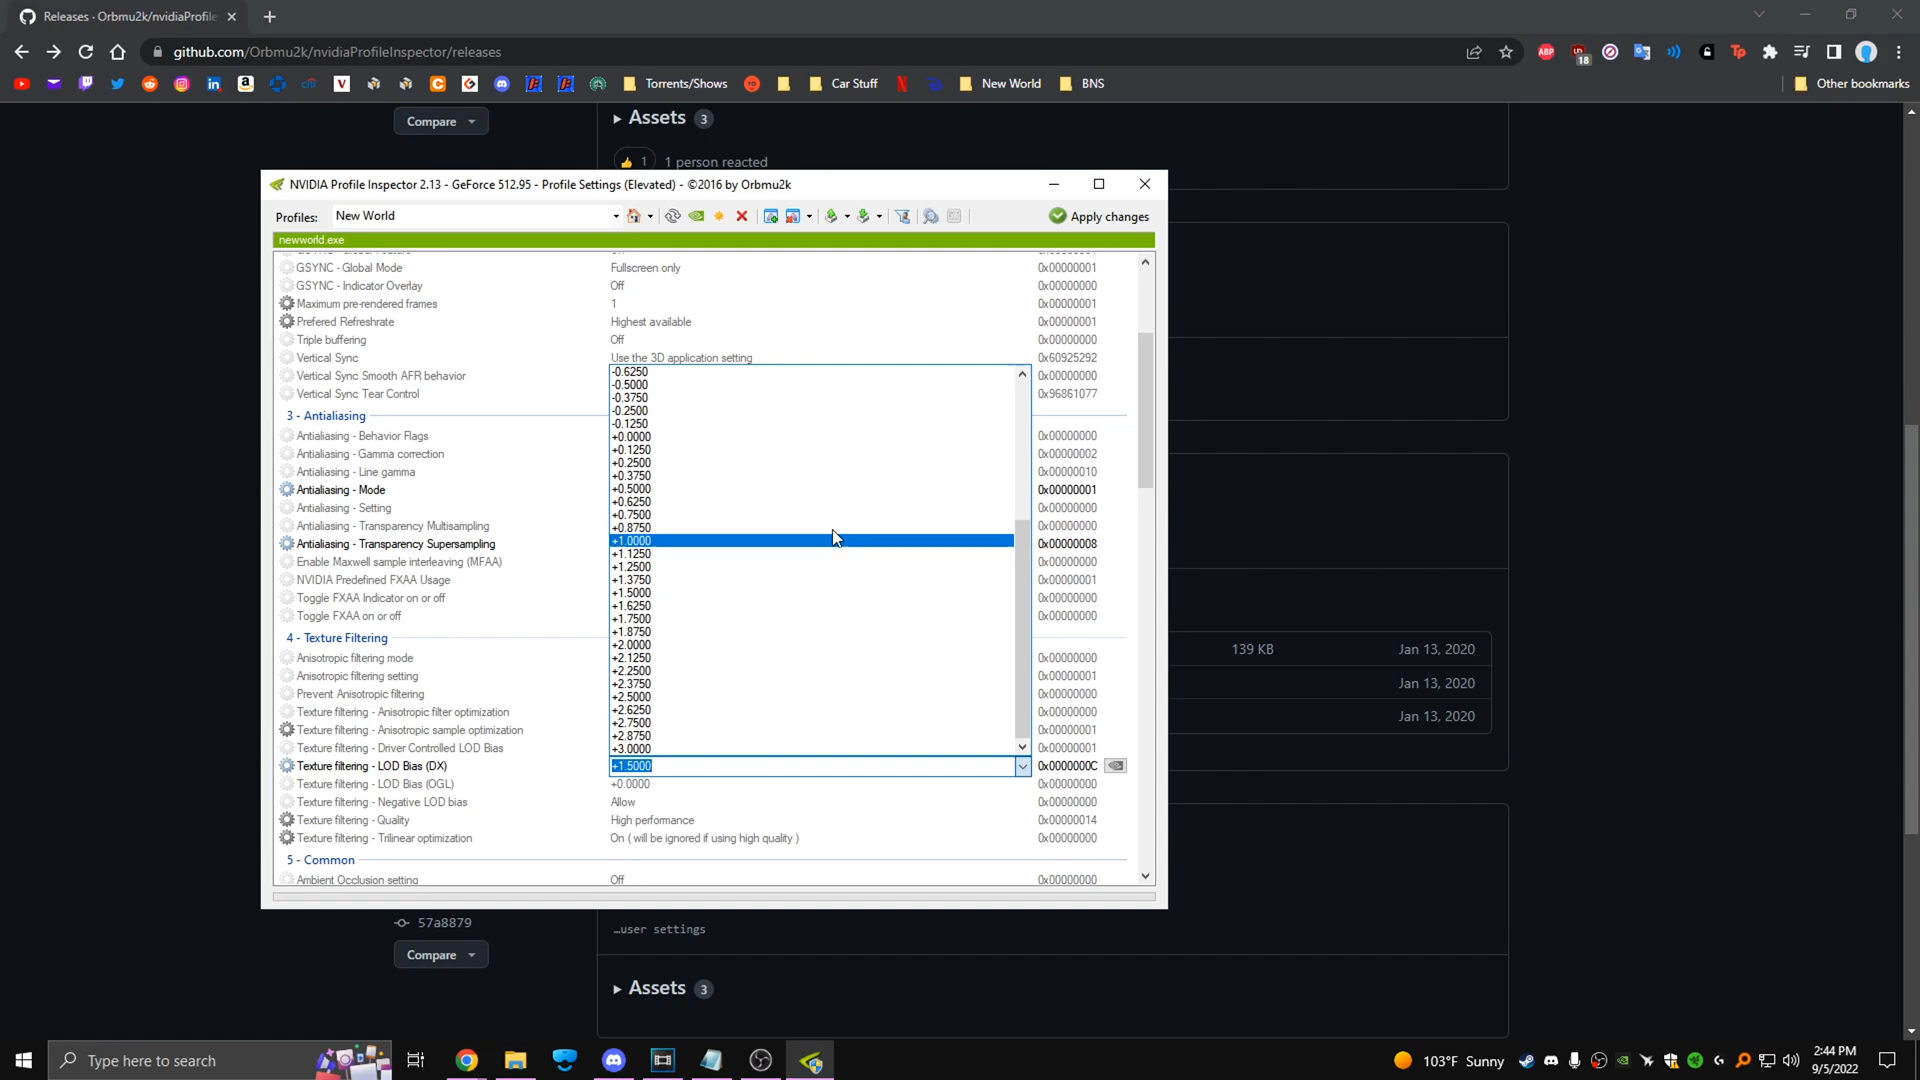 Releases · Orbmu2k/nvidiaProfile
github.com/Orbmu2k/nvidiaProfileInspector/releases
18
Torrents/Shows
Car Stuff
New World
BNS
Other bookmarks
Compare
Assets 3
1
1 person reacted
NVIDIA Profile Inspector 2.13 - GeForce 512.95 - Profile Settings (Elevated) - ©2016 by Orbmu2k
Profiles: New World
Apply changes
newworld.exe
GSYNC - Global Mode Fullscreen only 0x00000001
GSYNC - Indicator Overlay Off 0x00000000
Maximum pre-rendered frames 1 0x00000001
Prefered Refreshrate Highest available 0x00000001
Triple buffering Off 0x00000000
Vertical Sync Use the 3D application setting 0x60925292
Vertical Sync Smooth AFR behavior 0x00000000
Vertical Sync Tear Control 0x96861077
3 - Antialiasing
Antialiasing - Behavior Flags 0x00000000
Antialiasing - Gamma correction 0x00000002
Antialiasing - Line gamma 0x00000010
Antialiasing - Mode 0x00000001
Antialiasing - Setting 0x00000000
Antialiasing - Transparency Multisampling 0x00000000
Antialiasing - Transparency Supersampling 0x00000008
Enable Maxwell sample interleaving (MFAA) 0x00000000
NVIDIA Predefined FXAA Usage 0x00000001
Toggle FXAA Indicator on or off 0x00000000
Toggle FXAA on or off 0x00000000
4 - Texture Filtering
Anisotropic filtering mode 0x00000000
Anisotropic filtering setting 0x00000001
Prevent Anisotropic filtering 0x00000000
Texture filtering - Anisotropic filter optimization 0x00000000
Texture filtering - Anisotropic sample optimization 0x00000001
Texture filtering - Driver Controlled LOD Bias 0x00000001
-0.6250
-0.5000
-0.3750
-0.2500
-0.1250
+0.0000
+0.1250
+0.2500
+0.3750
+0.5000
+0.6250
+0.7500
+0.8750
+1.0000
+1.1250
+1.2500
+1.3750
+1.5000
+1.6250
+1.7500
+1.8750
+2.0000
+2.1250
+2.2500
+2.3750
+2.5000
+2.6250
+2.7500
+2.8750
+3.0000
Texture filtering - LOD Bias (DX) +1.5000 0x0000000C
Texture filtering - LOD Bias (OGL) +0.0000 0x00000000
Texture filtering - Negative LOD bias Allow 0x00000000
Texture filtering - Quality High performance 0x00000014
Texture filtering - Trilinear optimization On ( will be ignored if using high quality ) 0x00000000
5 - Common
Ambient Occlusion setting Off 0x00000000
139 KB Jan 13, 2020
Jan 13, 2020
Jan 13, 2020
57a8879
Compare
…user settings
Assets 3
Type here to search
103°F Sunny
2:44 PM
9/5/2022